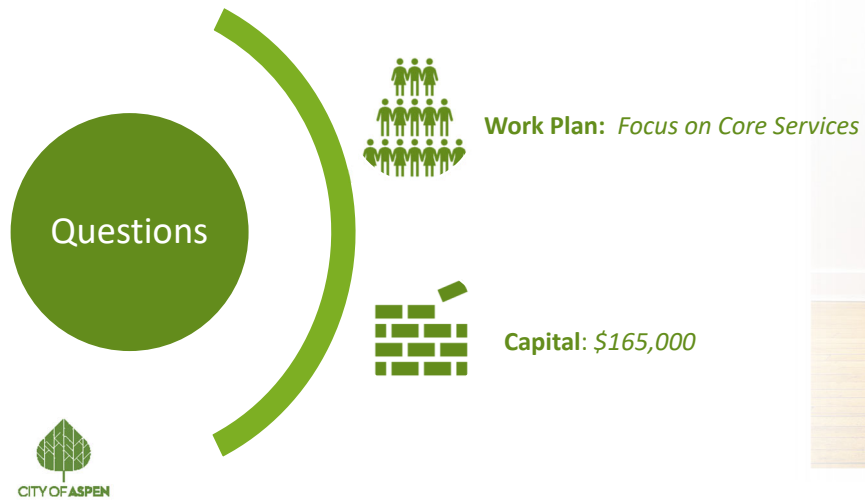 Questions
Work Plan: Focus on Core Services
Capital: $165,000
CITY OF ASPEN